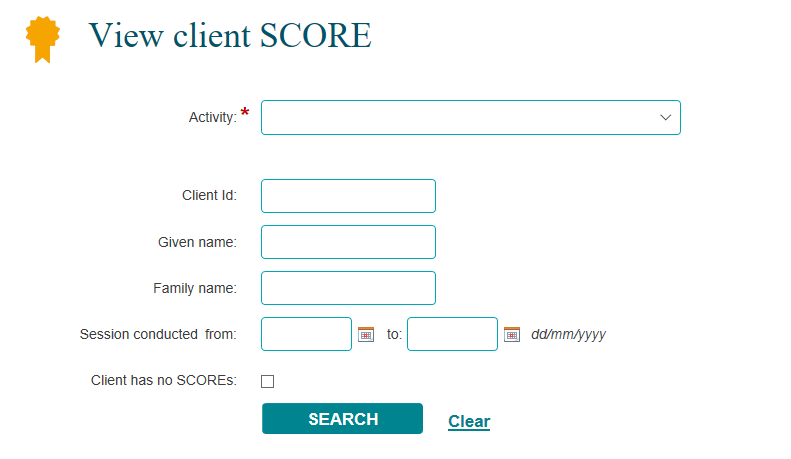 View client SCORE
Activity: *
Client Id:
Given name:
Family name:
Session conducted from: to: dd/mm/yyyy
Client has no SCOREs:
SEARCH Clear